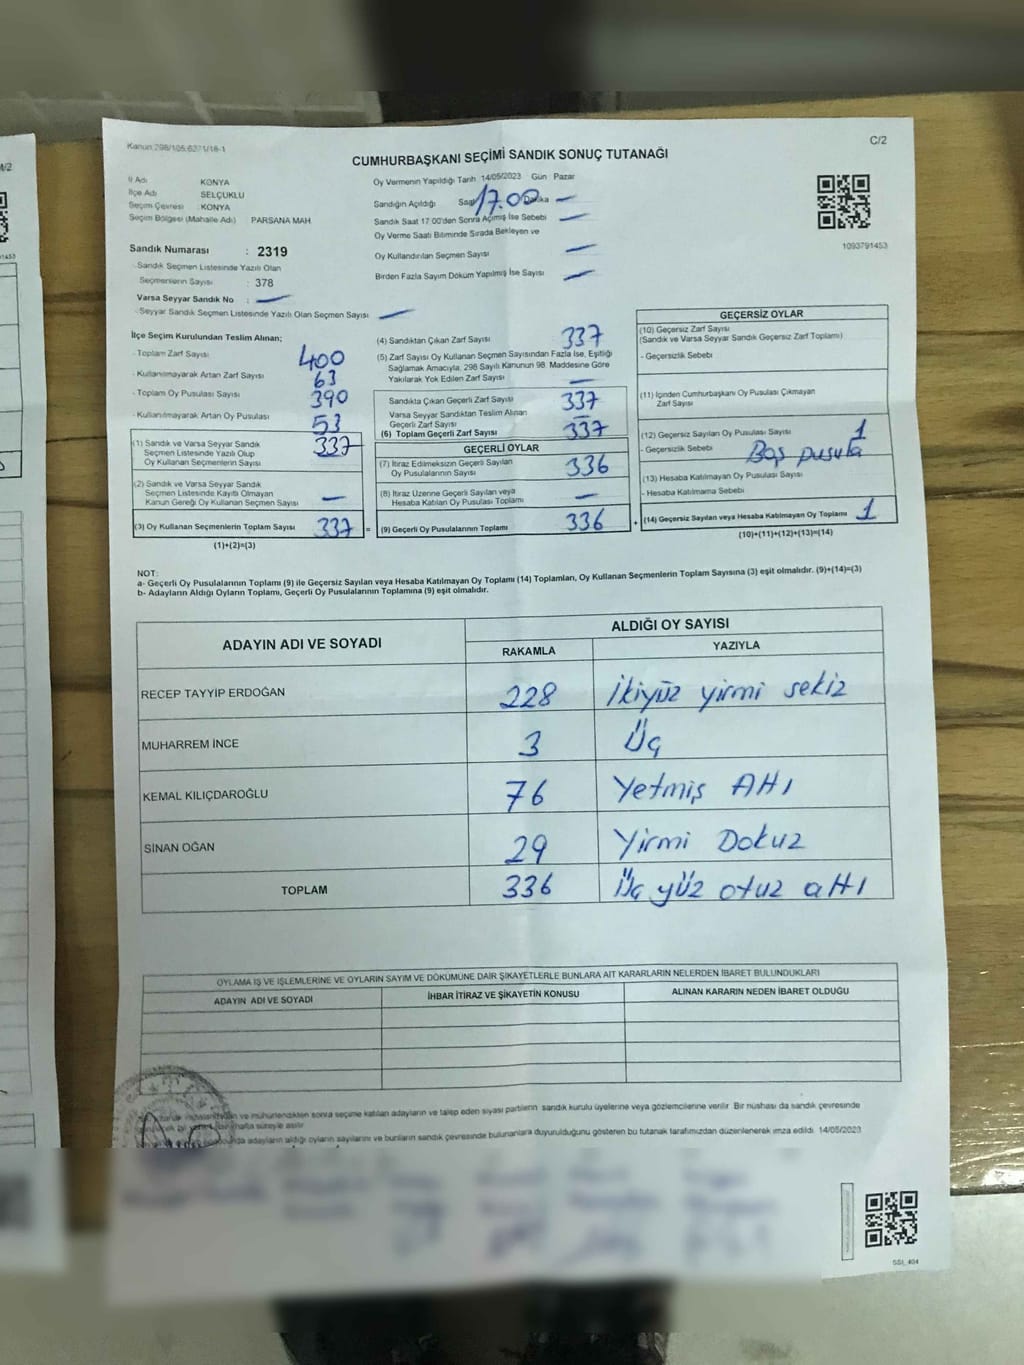 Kanun 298/105-6271/16-1
C/2
CUMHURBAŞKANI SEÇİMİ SANDIK SONUÇ TUTANAĞI
İl Adı KONYA
İlçe Adı SELÇUKLU
Seçim Çevresi KONYA
Seçim Bölgesi (Mahalle Adı) PARSANA MAH.
Sandık Numarası : 2319
Sandık Seçmen Listesinde Yazılı Olan
Seçmenlerin Sayısı : 378
Varsa Seyyar Sandık No : —
Seyyar Sandık Seçmen Listesinde Yazılı Olan Seçmen Sayısı —
Oy Vermenin Yapıldığı Tarih 14/05/2023 Gün Pazar
Sandığın Açıldığı Saat 17.00 Dakika —
Sandık Saat 17:00'den Sonra Açılmış İse Sebebi —
Oy Verme Saati Bitiminde Sırada Bekleyen ve
Oy Kullandırılan Seçmen Sayısı —
Birden Fazla Sayım Döküm Yapılmış İse Sayısı —
1093791453
İlçe Seçim Kurulundan Teslim Alınan;
- Toplam Zarf Sayısı 400
- Kullanılmayarak Artan Zarf Sayısı 63
- Toplam Oy Pusulası Sayısı 390
- Kullanılmayarak Artan Oy Pusulası 53
(1) Sandık ve Varsa Seyyar Sandık
Seçmen Listesinde Yazılı Olup
Oy Kullanan Seçmenlerin Sayısı 337
(2) Sandık ve Varsa Seyyar Sandık
Seçmen Listesinde Kayıtlı Olmayan
Kanun Gereği Oy Kullanan Seçmen Sayısı —
(3) Oy Kullanan Seçmenlerin Toplam Sayısı 337 =
(1)+(2)=(3)
(4) Sandıktan Çıkan Zarf Sayısı 337
(5) Zarf Sayısı Oy Kullanan Seçmen Sayısından Fazla İse, Eşitliği
Sağlamak Amacıyla, 298 Sayılı Kanunun 98. Maddesine Göre
Yakılarak Yok Edilen Zarf Sayısı —
Sandıkta Çıkan Geçerli Zarf Sayısı 337
Varsa Seyyar Sandıktan Teslim Alınan
Geçerli Zarf Sayısı —
(6) Toplam Geçerli Zarf Sayısı 337
GEÇERLİ OYLAR
(7) İtiraz Edilmeksizin Geçerli Sayılan
Oy Pusulalarının Sayısı 336
(8) İtiraz Üzerine Geçerli Sayılan veya
Hesaba Katılan Oy Pusulası Toplamı —
(9) Geçerli Oy Pusulalarının Toplamı 336 +
GEÇERSİZ OYLAR
(10) Geçersiz Zarf Sayısı
(Sandık ve Varsa Seyyar Sandık Geçersiz Zarf Toplamı)
- Geçersizlik Sebebi
(11) İçinden Cumhurbaşkanı Oy Pusulası Çıkmayan
Zarf Sayısı
(12) Geçersiz Sayılan Oy Pusulası Sayısı 1
- Geçersizlik Sebebi Boş pusula
(13) Hesaba Katılmayan Oy Pusulası Sayısı
- Hesaba Katılmama Sebebi
(14) Geçersiz Sayılan veya Hesaba Katılmayan Oy Toplamı 1
(10)+(11)+(12)+(13)=(14)
NOT:
a- Geçerli Oy Pusulalarının Toplamı (9) ile Geçersiz Sayılan veya Hesaba Katılmayan Oy Toplamı (14) Toplamları, Oy Kullanan Seçmenlerin Toplam Sayısına (3) eşit olmalıdır. (9)+(14)=(3)
b- Adayların Aldığı Oyların Toplamı, Geçerli Oy Pusulalarının Toplamına (9) eşit olmalıdır.
ADAYIN ADI VE SOYADI ALDIĞI OY SAYISI
RAKAMLA YAZIYLA
RECEP TAYYİP ERDOĞAN 228 İkiyüz yirmi sekiz
MUHARREM İNCE 3 Üç
KEMAL KILIÇDAROĞLU 76 Yetmiş Altı
SİNAN OĞAN 29 Yirmi Dokuz
TOPLAM 336 Üç yüz otuz altı
OYLAMA İŞ VE İŞLEMLERİNE VE OYLARIN SAYIM VE DÖKÜMÜNE DAİR ŞİKAYETLERLE BUNLARA AİT KARARLARIN NELERDEN İBARET BULUNDUKLARI
ADAYIN ADI VE SOYADI İHBAR İTİRAZ VE ŞİKAYETİN KONUSU ALINAN KARARIN NEDEN İBARET OLDUĞU
ve mühürlendikten sonra seçime katılan adayların ve talep eden siyasi partilerin sandık kurulu üyelerine veya gözlemcilerine verilir. Bir nüshası da sandık çevresinde
hafta süreyle asılır.
adayların aldığı oyların sayılarını ve bunların sandık çevresinde bulunanlara duyurulduğunu gösteren bu tutanak tarafımızdan düzenlenerek imza edildi. 14/05/2023